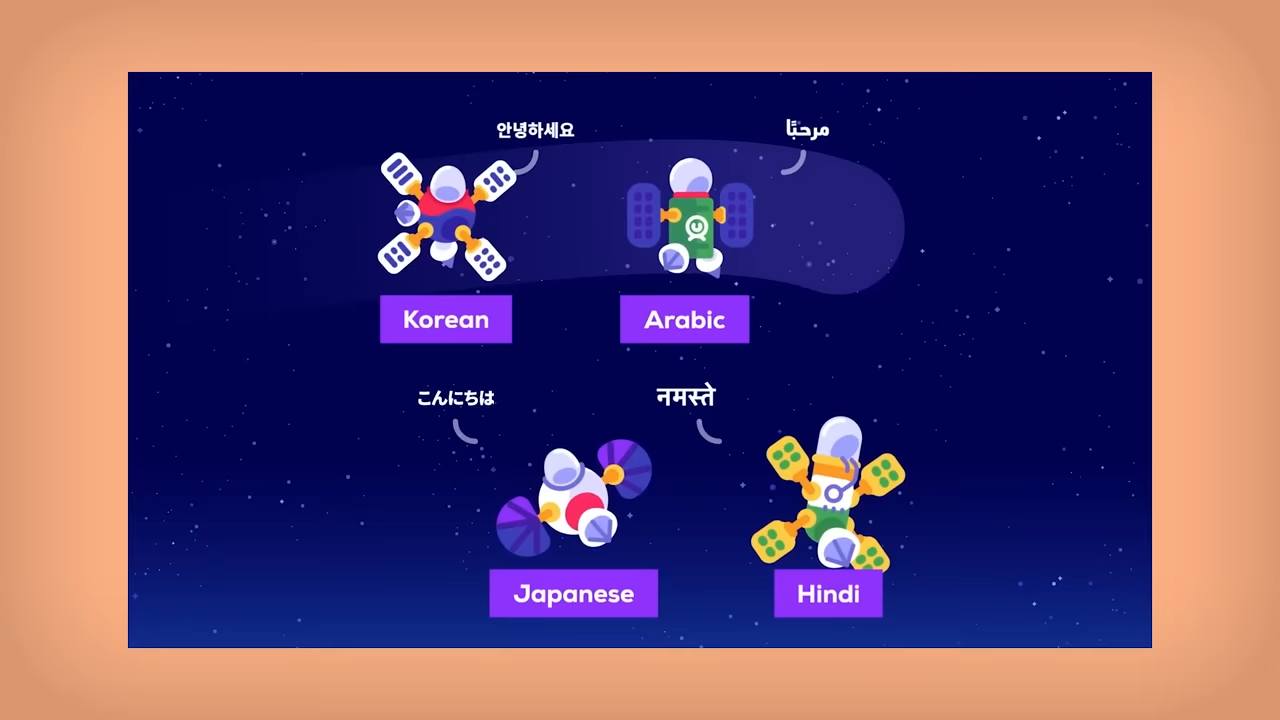 안녕하세요
مرحبًا
Korean
Arabic
こんにちは
नमस्ते
Japanese
Hindi